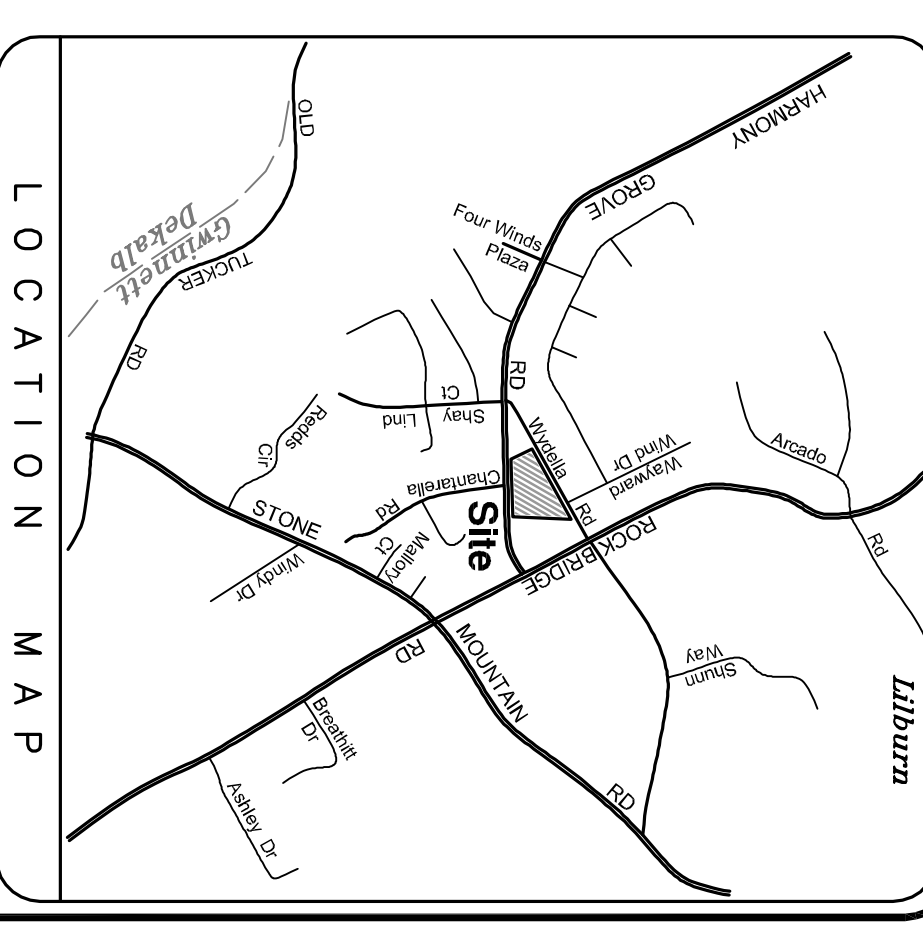 LOCATION MAP
OLD
TUCKER
RD
Gwinnett
Dekalb
HARMONY
GROVE
RD
Four Winds
Plaza
Shay
Ct
Lind
Wydella
Rd
Wayward
Wind Dr
Arcado
Rd
Redds
Cir
Chantarella
Rd
Site
Mallory
Ct
STONE
MOUNTAIN
RD
Windy Dr
ROCKBRIDGE
RD
Shunn
Way
Breathitt
Dr
Ashley Dr
Lilburn